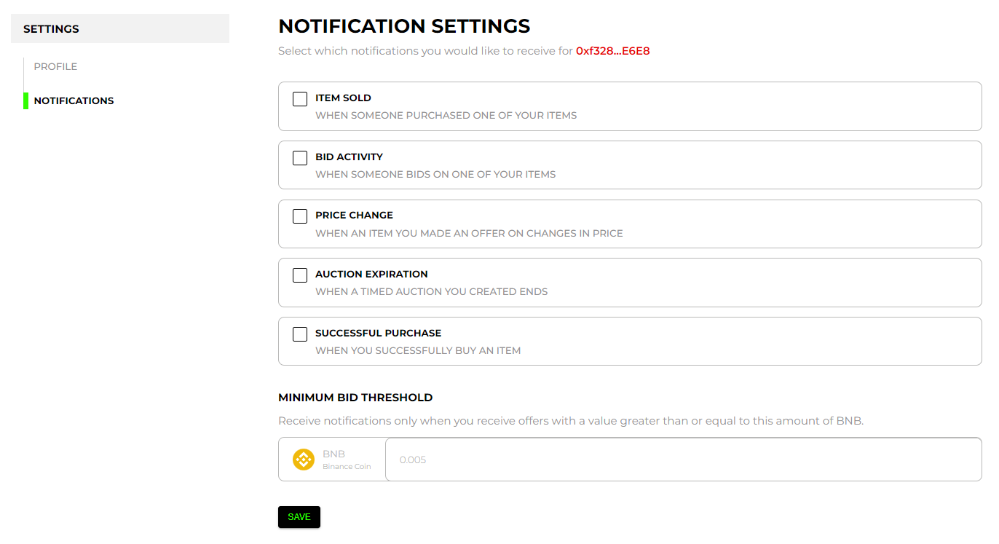 SETTINGS
PROFILE
NOTIFICATIONS
NOTIFICATION SETTINGS
Select which notifications you would like to receive for 0xf328...E6E8
ITEM SOLD
WHEN SOMEONE PURCHASED ONE OF YOUR ITEMS
BID ACTIVITY
WHEN SOMEONE BIDS ON ONE OF YOUR ITEMS
PRICE CHANGE
WHEN AN ITEM YOU MADE AN OFFER ON CHANGES IN PRICE
AUCTION EXPIRATION
WHEN A TIMED AUCTION YOU CREATED ENDS
SUCCESSFUL PURCHASE
WHEN YOU SUCCESSFULLY BUY AN ITEM
MINIMUM BID THRESHOLD
Receive notifications only when you receive offers with a value greater than or equal to this amount of BNB.
BNB
Binance Coin
0.005
SAVE